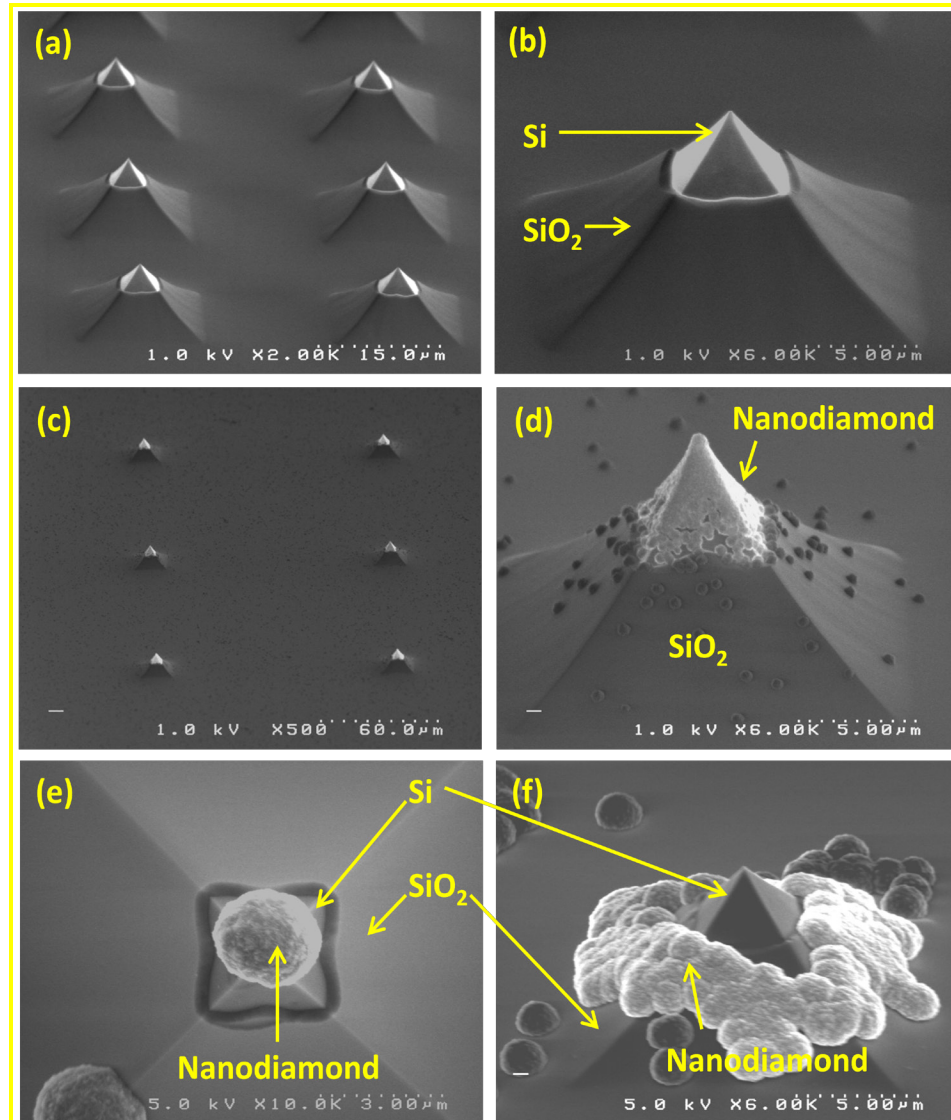 (a)
1.0 kV X2.00K 15.0µm
(b)
Si
SiO₂
1.0 kV X6.00K 5.00µm
(c)
1.0 kV X500 60.0µm
(d)
Nanodiamond
SiO₂
1.0 kV X6.00K 5.00µm
(e)
Si
SiO₂
Nanodiamond
5.0 kV X10.0K 3.00µm
(f)
Nanodiamond
5.0 kV X6.00K 5.00µm